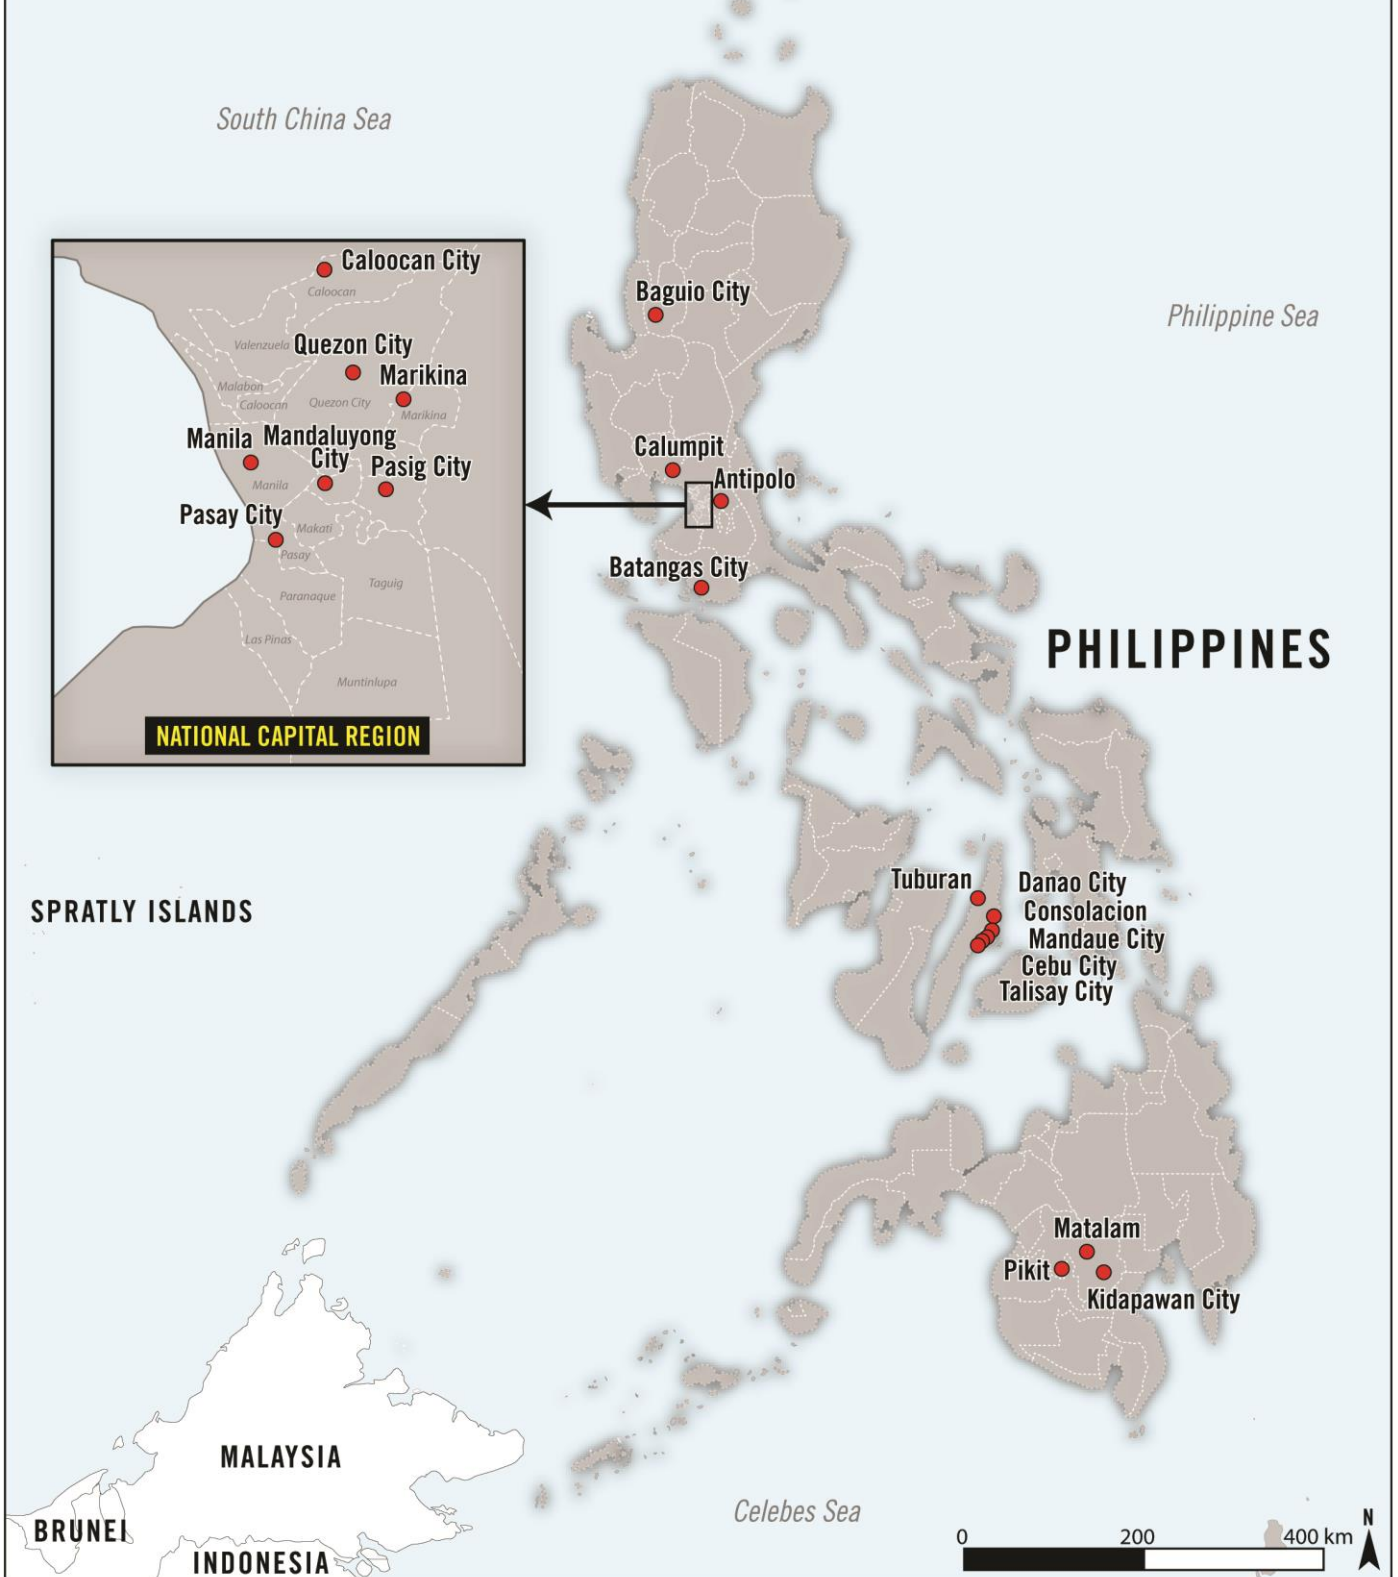 South China Sea
Caloocan City
Caloocan
Baguio City
Philippine Sea
Valenzuela
Quezon City
Marikina
Malabon
Caloocan
Quezon City
Marikina
Manila
Mandaluyong
City
Pasig City
Manila
Calumpit
Antipolo
Pasay City
Makati
Pasay
Batangas City
Taguig
Paranaque
Las Pinas
PHILIPPINES
Muntinlupa
NATIONAL CAPITAL REGION
Tuburan
Danao City
SPRATLY ISLANDS
Consolacion
Mandaue City
Cebu City
Talisay City
Matalam
Pikit
Kidapawan City
MALAYSIA
Celebes Sea
BRUNEI
INDONESIA
0 200 400 km
N